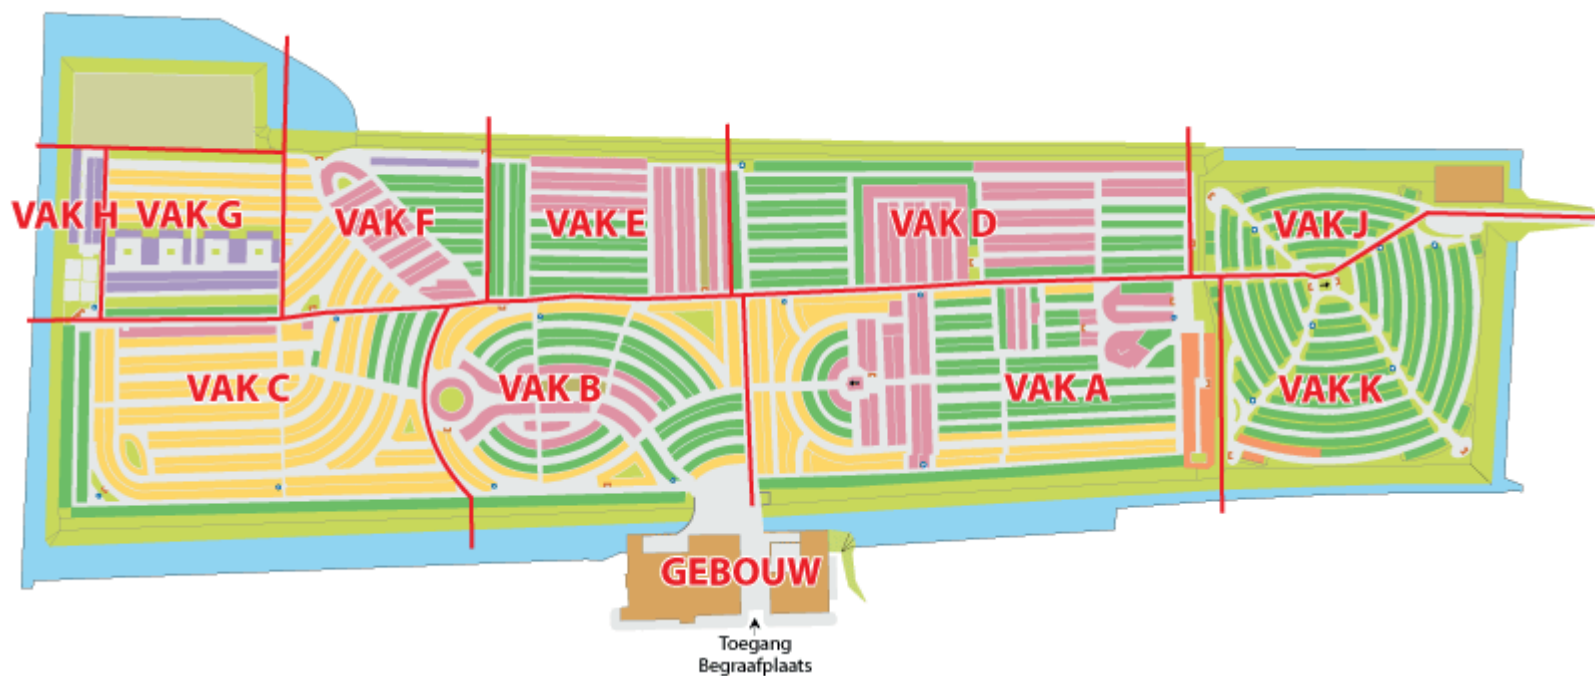 VAK H
VAK G
VAK F
VAK E
VAK D
VAK J
VAK C
VAK B
VAK A
VAK K
GEBOUW
Toegang
Begraafplaats